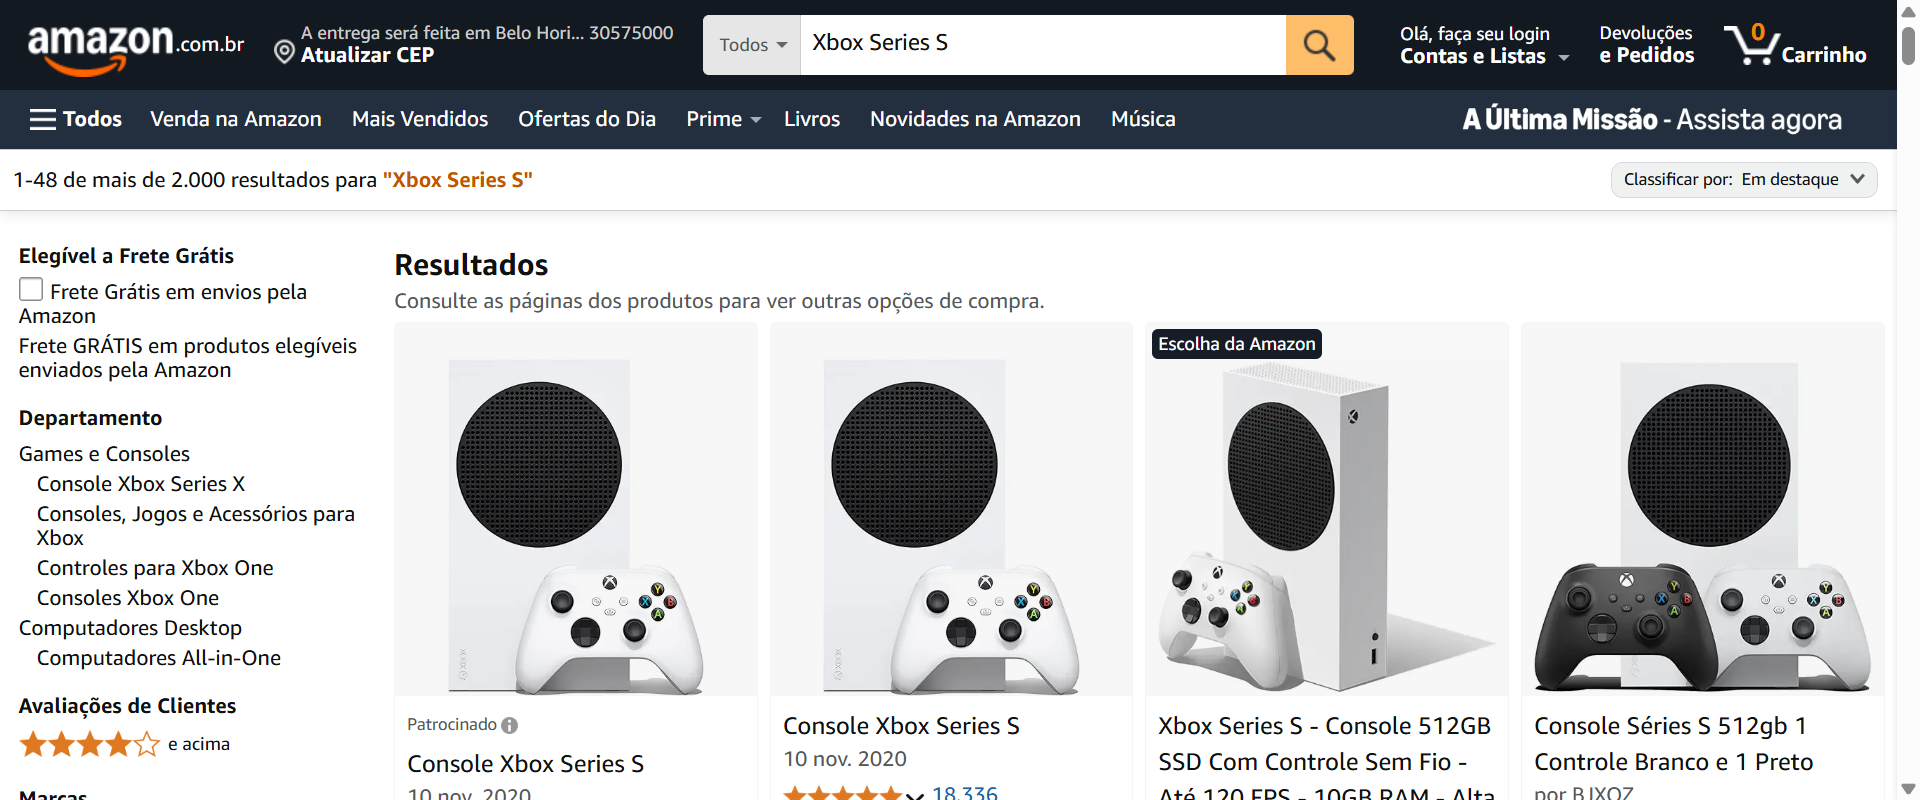 amazon.com.br
A entrega será feita em Belo Hori... 30575000
Atualizar CEP
Todos
Xbox Series S
Olá, faça seu login
Contas e Listas
Devoluções
e Pedidos
0
Carrinho
Todos
Venda na Amazon
Mais Vendidos
Ofertas do Dia
Prime
Livros
Novidades na Amazon
Música
A Última Missão - Assista agora
1-48 de mais de 2.000 resultados para "Xbox Series S"
Classificar por: Em destaque
Elegível a Frete Grátis
Frete Grátis em envios pela
Amazon
Frete GRÁTIS em produtos elegíveis
enviados pela Amazon
Departamento
Games e Consoles
Console Xbox Series X
Consoles, Jogos e Acessórios para
Xbox
Controles para Xbox One
Consoles Xbox One
Computadores Desktop
Computadores All-in-One
Avaliações de Clientes
e acima
Marcas
Resultados
Consulte as páginas dos produtos para ver outras opções de compra.
Patrocinado
Console Xbox Series S
10 nov. 2020
Console Xbox Series S
10 nov. 2020
18.336
Escolha da Amazon
Xbox Series S - Console 512GB
SSD Com Controle Sem Fio -
Até 120 FPS - 10GB RAM - Alta
Console Séries S 512gb 1
Controle Branco e 1 Preto
por BJXOZ